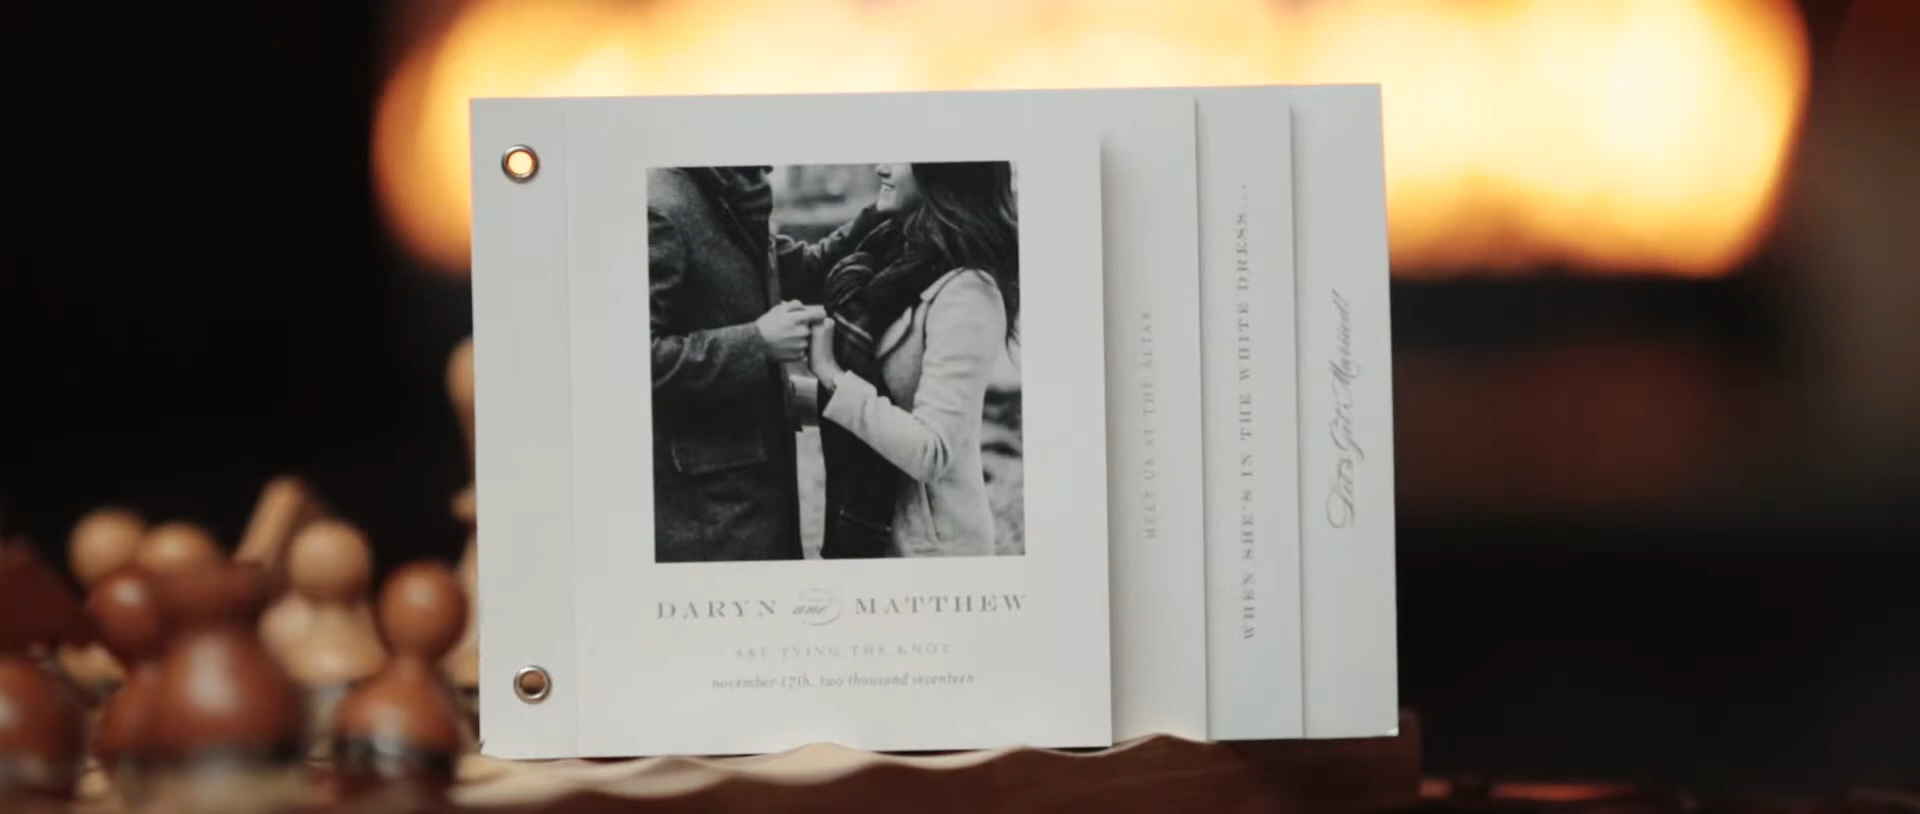 DARYN and MATTHEW
ARE TYING THE KNOT
november 17th, two thousand seventeen
MEET US AT THE ALTAR
WHEN SHE'S IN THE WHITE DRESS...
Let's Get Married!